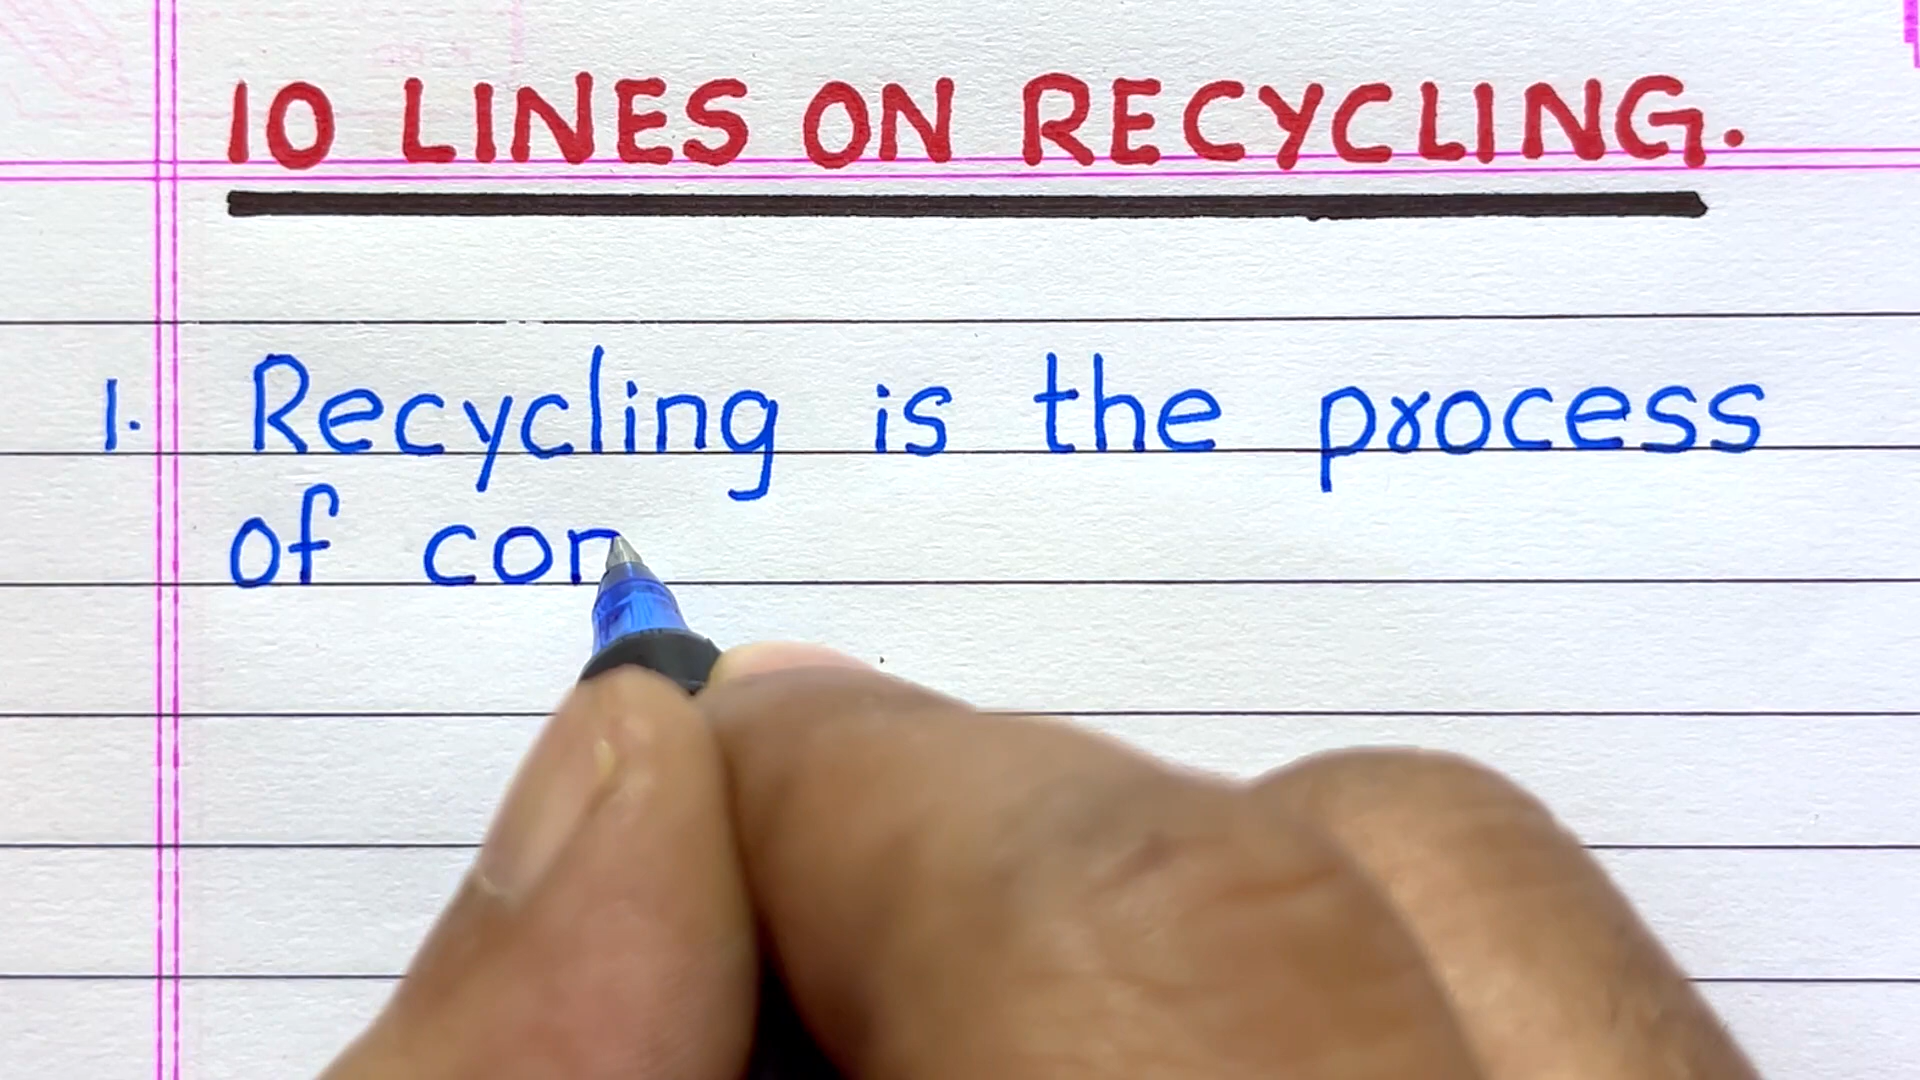 10 LINES ON RECYCLING.
1. Recycling is the process
of con